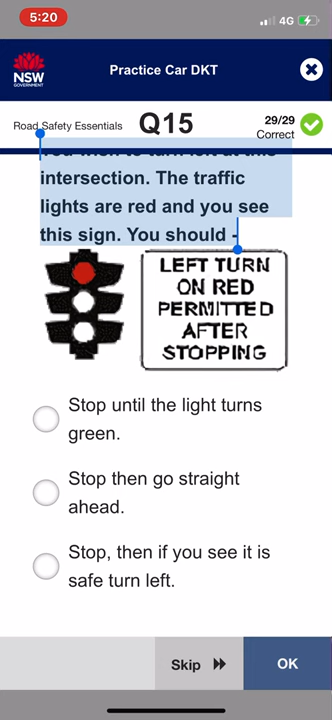 5:20
4G
NSW
GOVERNMENT
Practice Car DKT
Road Safety Essentials
Q15
29/29
Correct
intersection. The traffic
lights are red and you see
this sign. You should -
LEFT TURN
ON RED
PERMITTED
AFTER
STOPPING
Stop until the light turns
green.
Stop then go straight
ahead.
Stop, then if you see it is
safe turn left.
Skip
OK